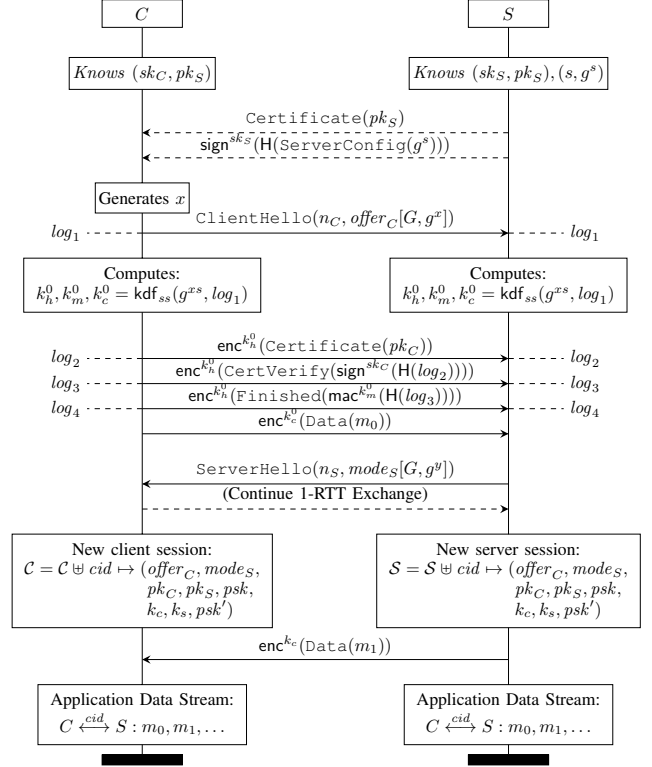 C S
Knows (sk_C, pk_S) Knows (sk_S, pk_S), (s, g^s)
Certificate(pk_S)
sign^{sk_S}(H(ServerConfig(g^s)))
Generates x
ClientHello(n_C, offer_C[G, g^x])
log_1 log_1
Computes: Computes:
k_h^0, k_m^0, k_c^0 = kdf_{ss}(g^{xs}, log_1) k_h^0, k_m^0, k_c^0 = kdf_{ss}(g^{xs}, log_1)
enc^{k_h^0}(Certificate(pk_C))
log_2 log_2
enc^{k_h^0}(CertVerify(sign^{sk_C}(H(log_2))))
log_3 log_3
enc^{k_h^0}(Finished(mac^{k_m^0}(H(log_3))))
log_4 log_4
enc^{k_c^0}(Data(m_0))
ServerHello(n_S, mode_S[G, g^y])
(Continue 1-RTT Exchange)
New client session: New server session:
𝒞 = 𝒞 ⊎ cid ↦ (offer_C, mode_S, 𝒮 = 𝒮 ⊎ cid ↦ (offer_C, mode_S,
pk_C, pk_S, psk, pk_C, pk_S, psk,
k_c, k_s, psk′) k_c, k_s, psk′)
enc^{k_c}(Data(m_1))
Application Data Stream: Application Data Stream:
C ⟷^{cid} S : m_0, m_1, … C ⟷^{cid} S : m_0, m_1, …